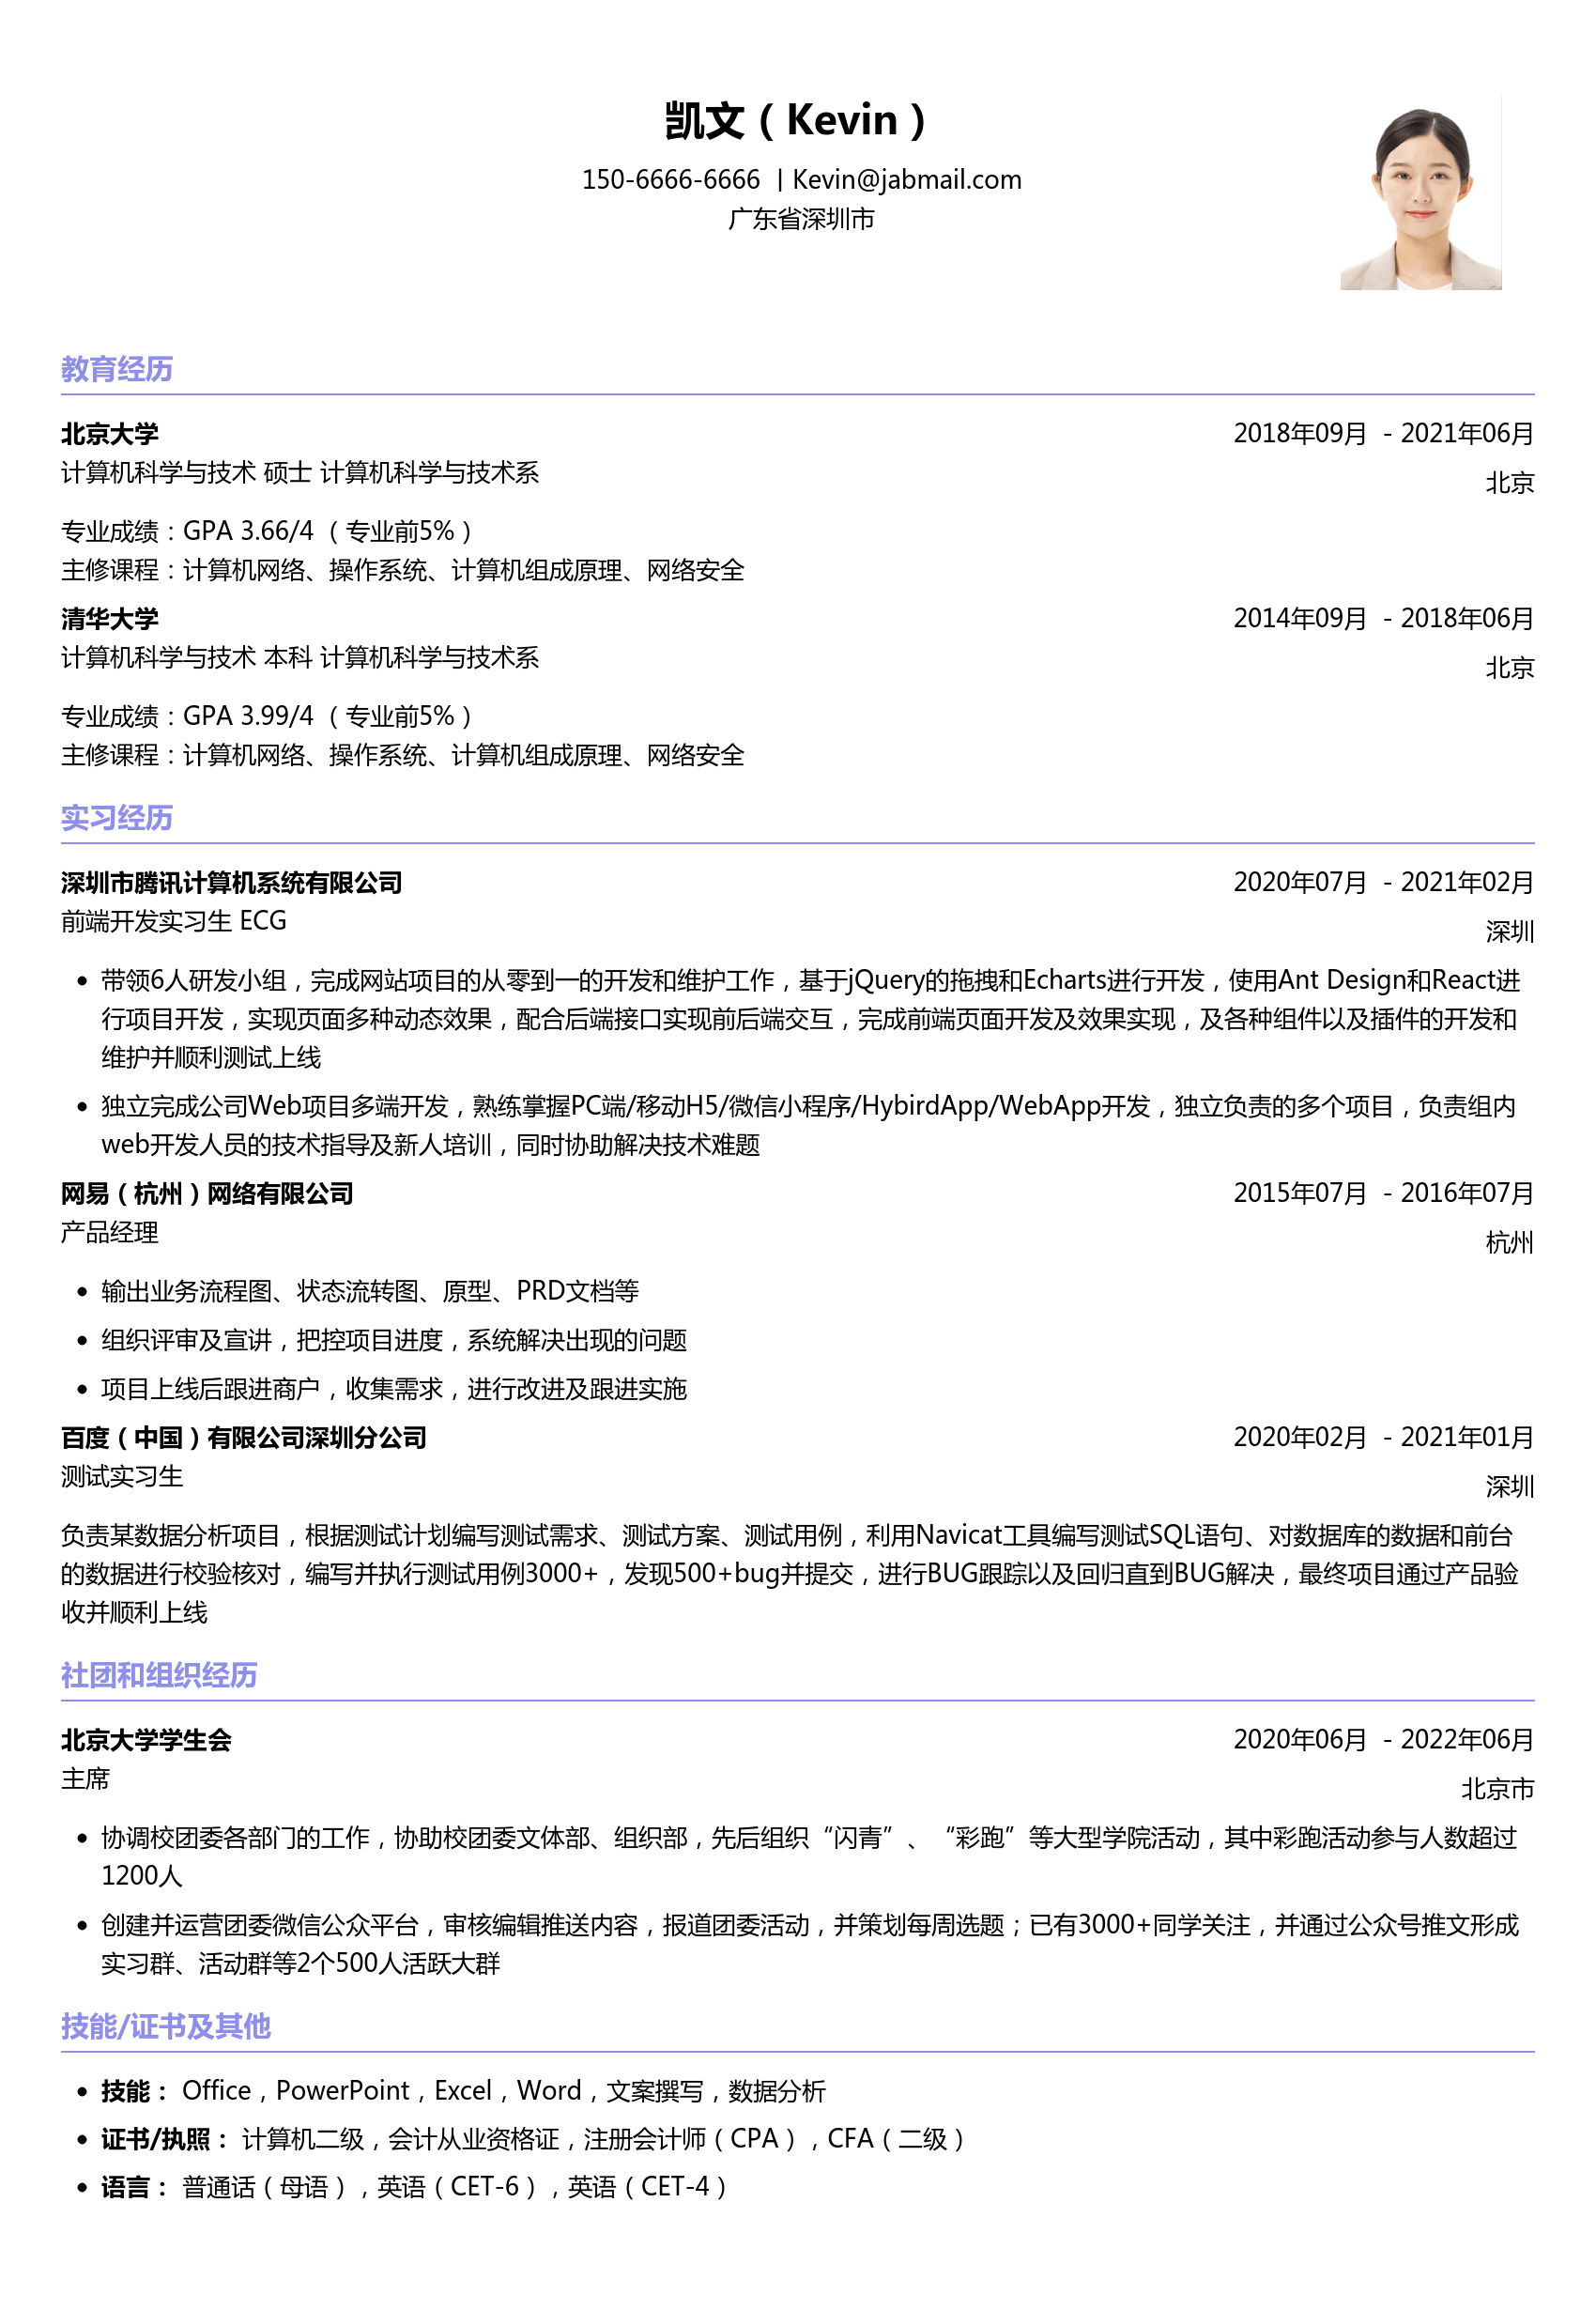 凯文（Kevin）
150-6666-6666 | Kevin@jabmail.com
广东省深圳市
教育经历
北京大学 2018年09月 - 2021年06月
计算机科学与技术 硕士 计算机科学与技术系
北京
专业成绩：GPA 3.66/4 （专业前5%）
主修课程：计算机网络、操作系统、计算机组成原理、网络安全
清华大学 2014年09月 - 2018年06月
计算机科学与技术 本科 计算机科学与技术系
北京
专业成绩：GPA 3.99/4 （专业前5%）
主修课程：计算机网络、操作系统、计算机组成原理、网络安全
实习经历
深圳市腾讯计算机系统有限公司 2020年07月 - 2021年02月
前端开发实习生 ECG
深圳
• 带领6人研发小组，完成网站项目的从零到一的开发和维护工作，基于jQuery的拖拽和Echarts进行开发，使用Ant Design和React进
行项目开发，实现页面多种动态效果，配合后端接口实现前后端交互，完成前端页面开发及效果实现，及各种组件以及插件的开发和
维护并顺利测试上线
• 独立完成公司Web项目多端开发，熟练掌握PC端/移动H5/微信小程序/HybirdApp/WebApp开发，独立负责的多个项目，负责组内
web开发人员的技术指导及新人培训，同时协助解决技术难题
网易（杭州）网络有限公司 2015年07月 - 2016年07月
产品经理
杭州
• 输出业务流程图、状态流转图、原型、PRD文档等
• 组织评审及宣讲，把控项目进度，系统解决出现的问题
• 项目上线后跟进商户，收集需求，进行改进及跟进实施
百度（中国）有限公司深圳分公司 2020年02月 - 2021年01月
测试实习生
深圳
负责某数据分析项目，根据测试计划编写测试需求、测试方案、测试用例，利用Navicat工具编写测试SQL语句、对数据库的数据和前台
的数据进行校验核对，编写并执行测试用例3000+，发现500+bug并提交，进行BUG跟踪以及回归直到BUG解决，最终项目通过产品验
收并顺利上线
社团和组织经历
北京大学学生会 2020年06月 - 2022年06月
主席
北京市
• 协调校团委各部门的工作，协助校团委文体部、组织部，先后组织“闪青”、“彩跑”等大型学院活动，其中彩跑活动参与人数超过
1200人
• 创建并运营团委微信公众平台，审核编辑推送内容，报道团委活动，并策划每周选题；已有3000+同学关注，并通过公众号推文形成
实习群、活动群等2个500人活跃大群
技能/证书及其他
• 技能： Office，PowerPoint，Excel，Word，文案撰写，数据分析
• 证书/执照： 计算机二级，会计从业资格证，注册会计师（CPA），CFA（二级）
• 语言： 普通话（母语），英语（CET-6），英语（CET-4）